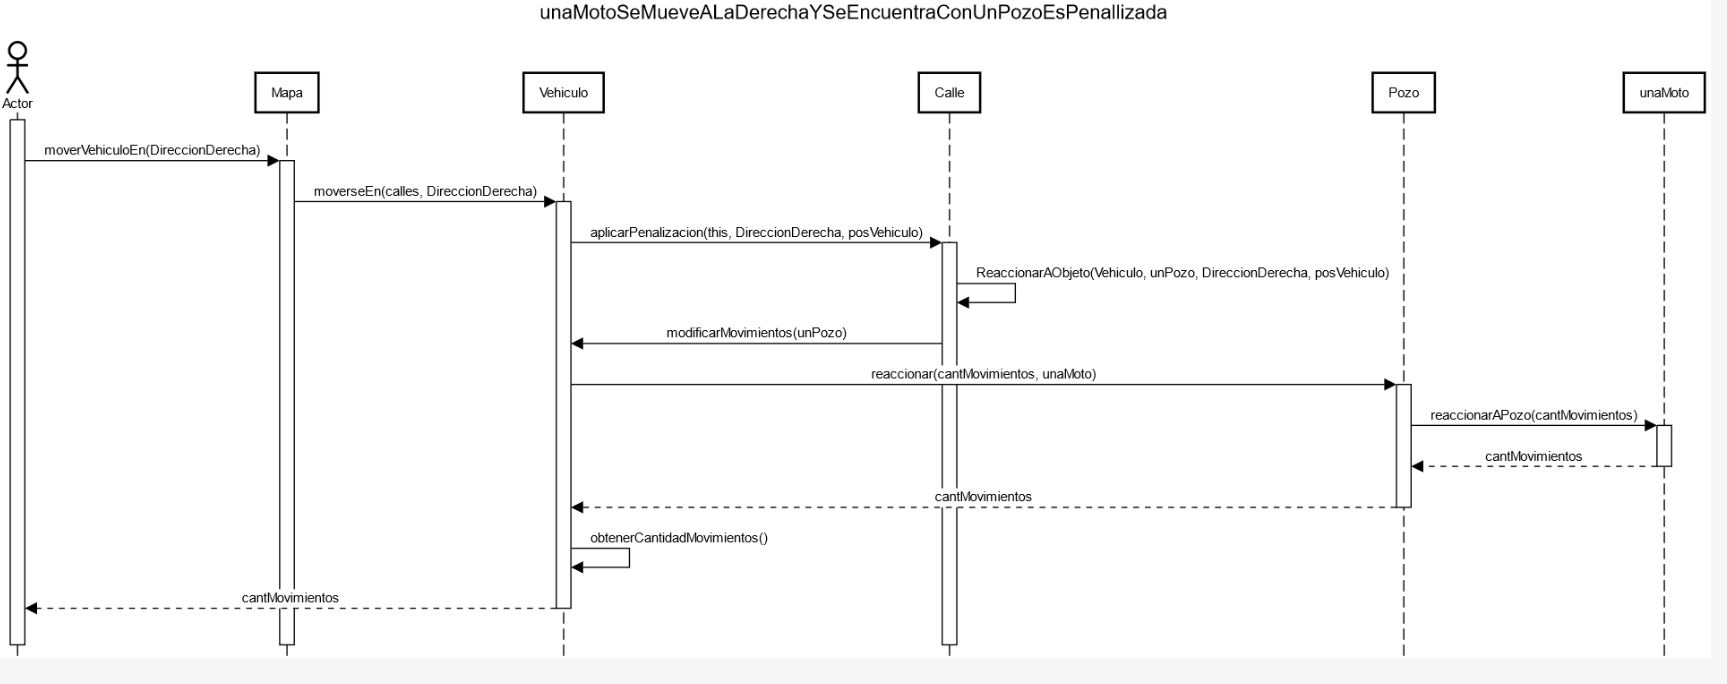 unaMotoSeMueveALaDerechaYSeEncuentraConUnPozoEsPenallizada
Actor
Mapa
Vehiculo
Calle
Pozo
unaMoto
moverVehiculoEn(DireccionDerecha)
moverseEn(calles, DireccionDerecha)
aplicarPenalizacion(this, DireccionDerecha, posVehiculo)
ReaccionarAObjeto(Vehiculo, unPozo, DireccionDerecha, posVehiculo)
modificarMovimientos(unPozo)
reaccionar(cantMovimientos, unaMoto)
reaccionarAPozo(cantMovimientos)
cantMovimientos
cantMovimientos
obtenerCantidadMovimientos()
cantMovimientos